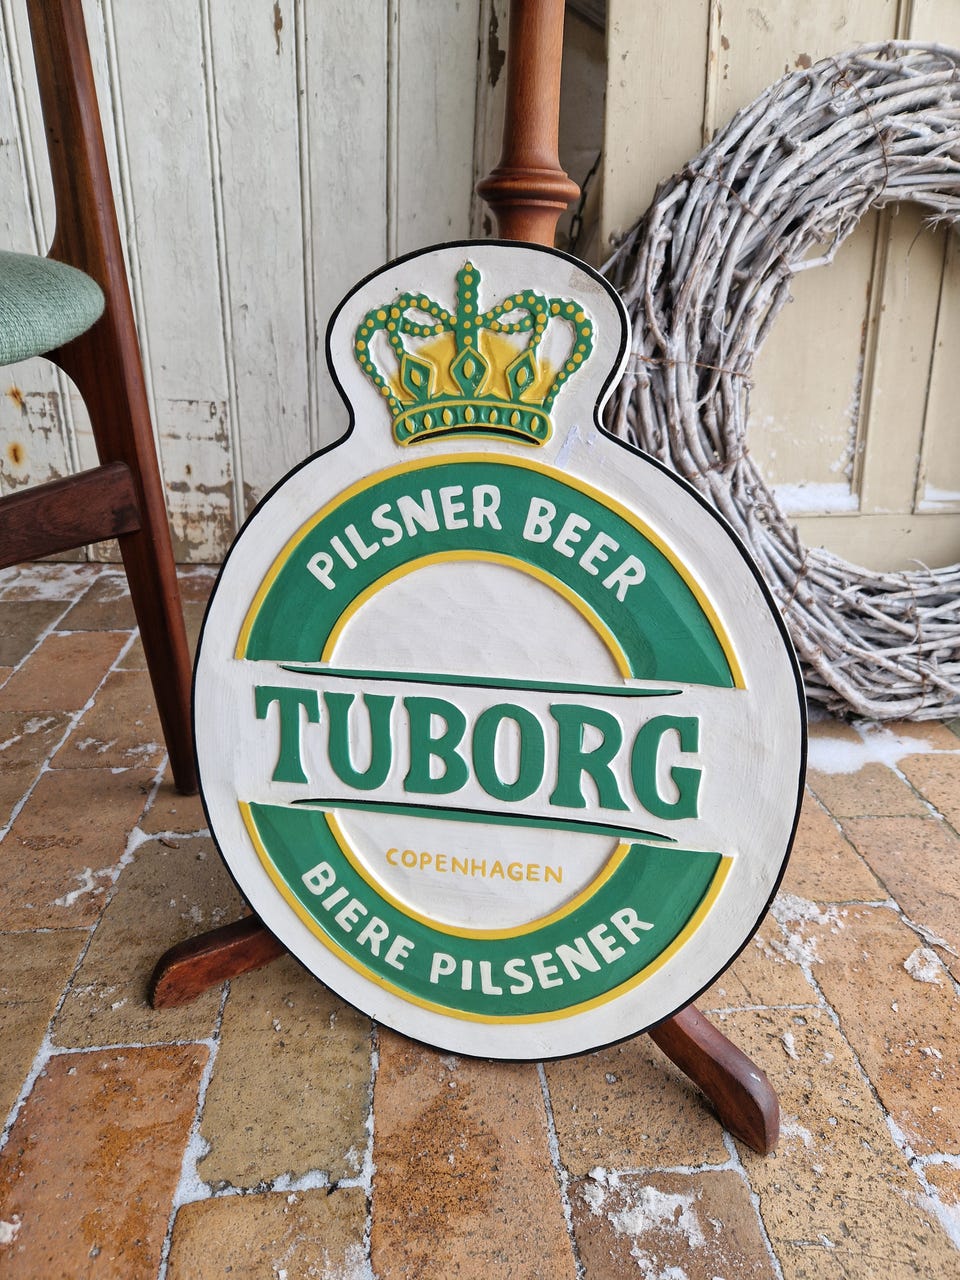 PILSNER BEER
TUBORG
COPENHAGEN
BIERE PILSENER